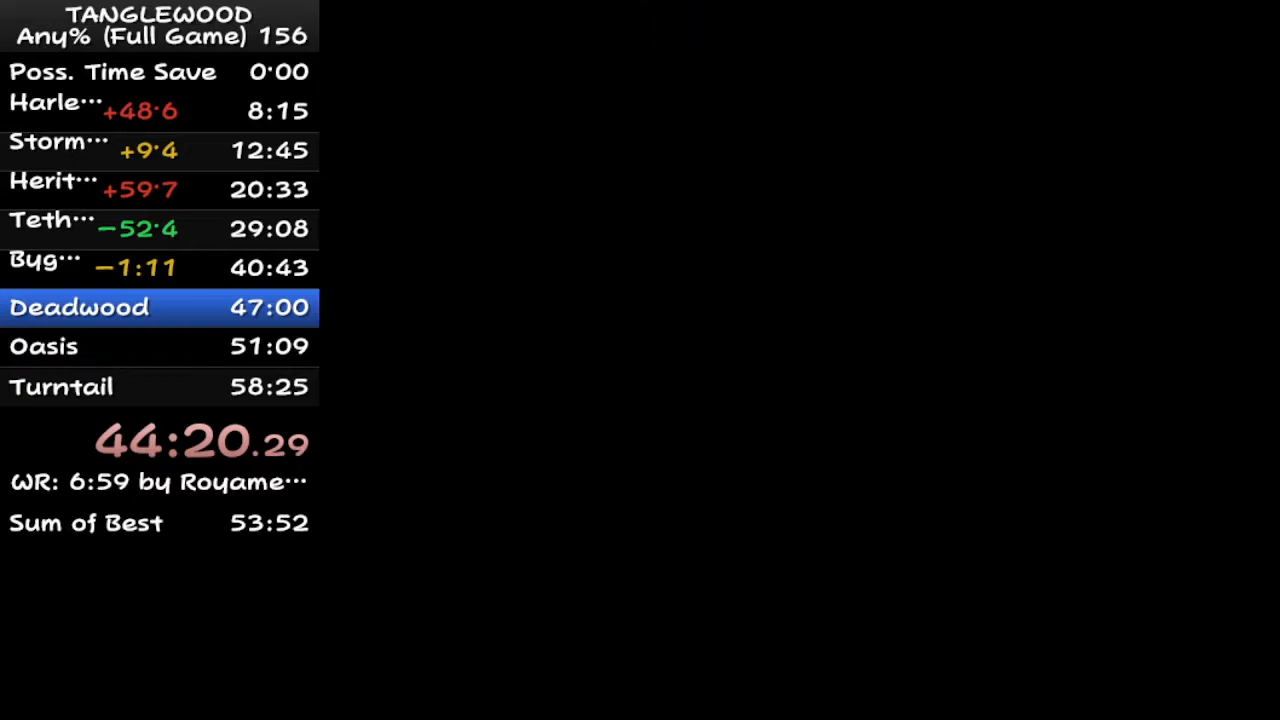 TANGLEWOOD
Any% (Full Game) 156
Poss. Time Save 0·00
Harle··· +48·6 8:15
Storm··· +9·4 12:45
Herit··· +59·7 20:33
Teth··· −52·4 29:08
Byg··· −1:11 40:43
Deadwood 47:00
Oasis 51:09
Turntail 58:25
44:20.29
WR: 6:59 by Royame···
Sum of Best 53:52